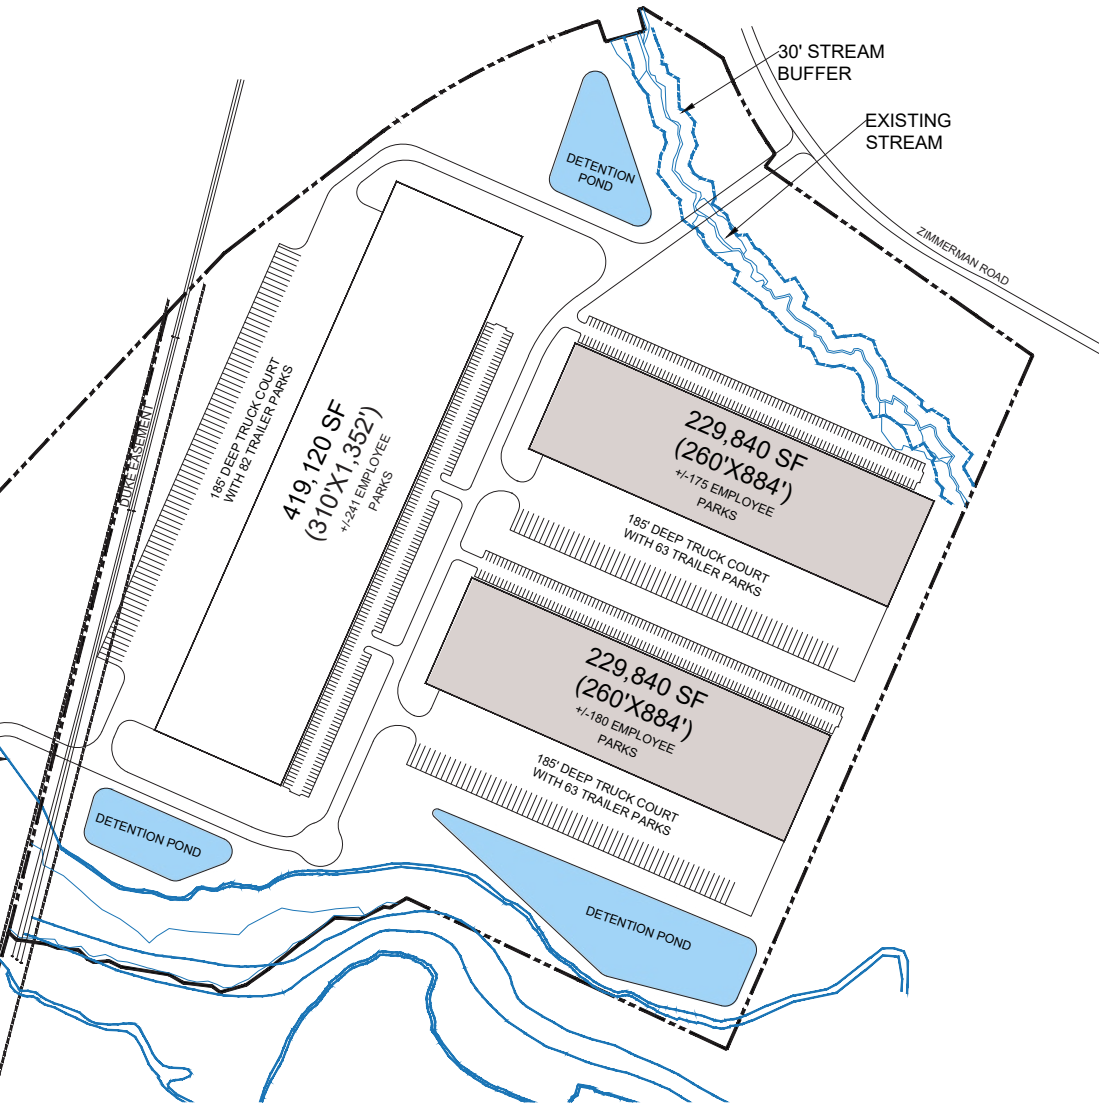 30' STREAM
BUFFER
EXISTING
STREAM
DETENTION
POND
ZIMMERMAN ROAD
185' DEEP TRUCK COURT
WITH 82 TRAILER PARKS
419,120 SF
(310'X1,352')
+/-241 EMPLOYEE
PARKS
DUKE EASEMENT
229,840 SF
(260'X884')
+/-175 EMPLOYEE
PARKS
185' DEEP TRUCK COURT
WITH 63 TRAILER PARKS
229,840 SF
(260'X884')
+/-180 EMPLOYEE
PARKS
185' DEEP TRUCK COURT
WITH 63 TRAILER PARKS
DETENTION POND
DETENTION POND